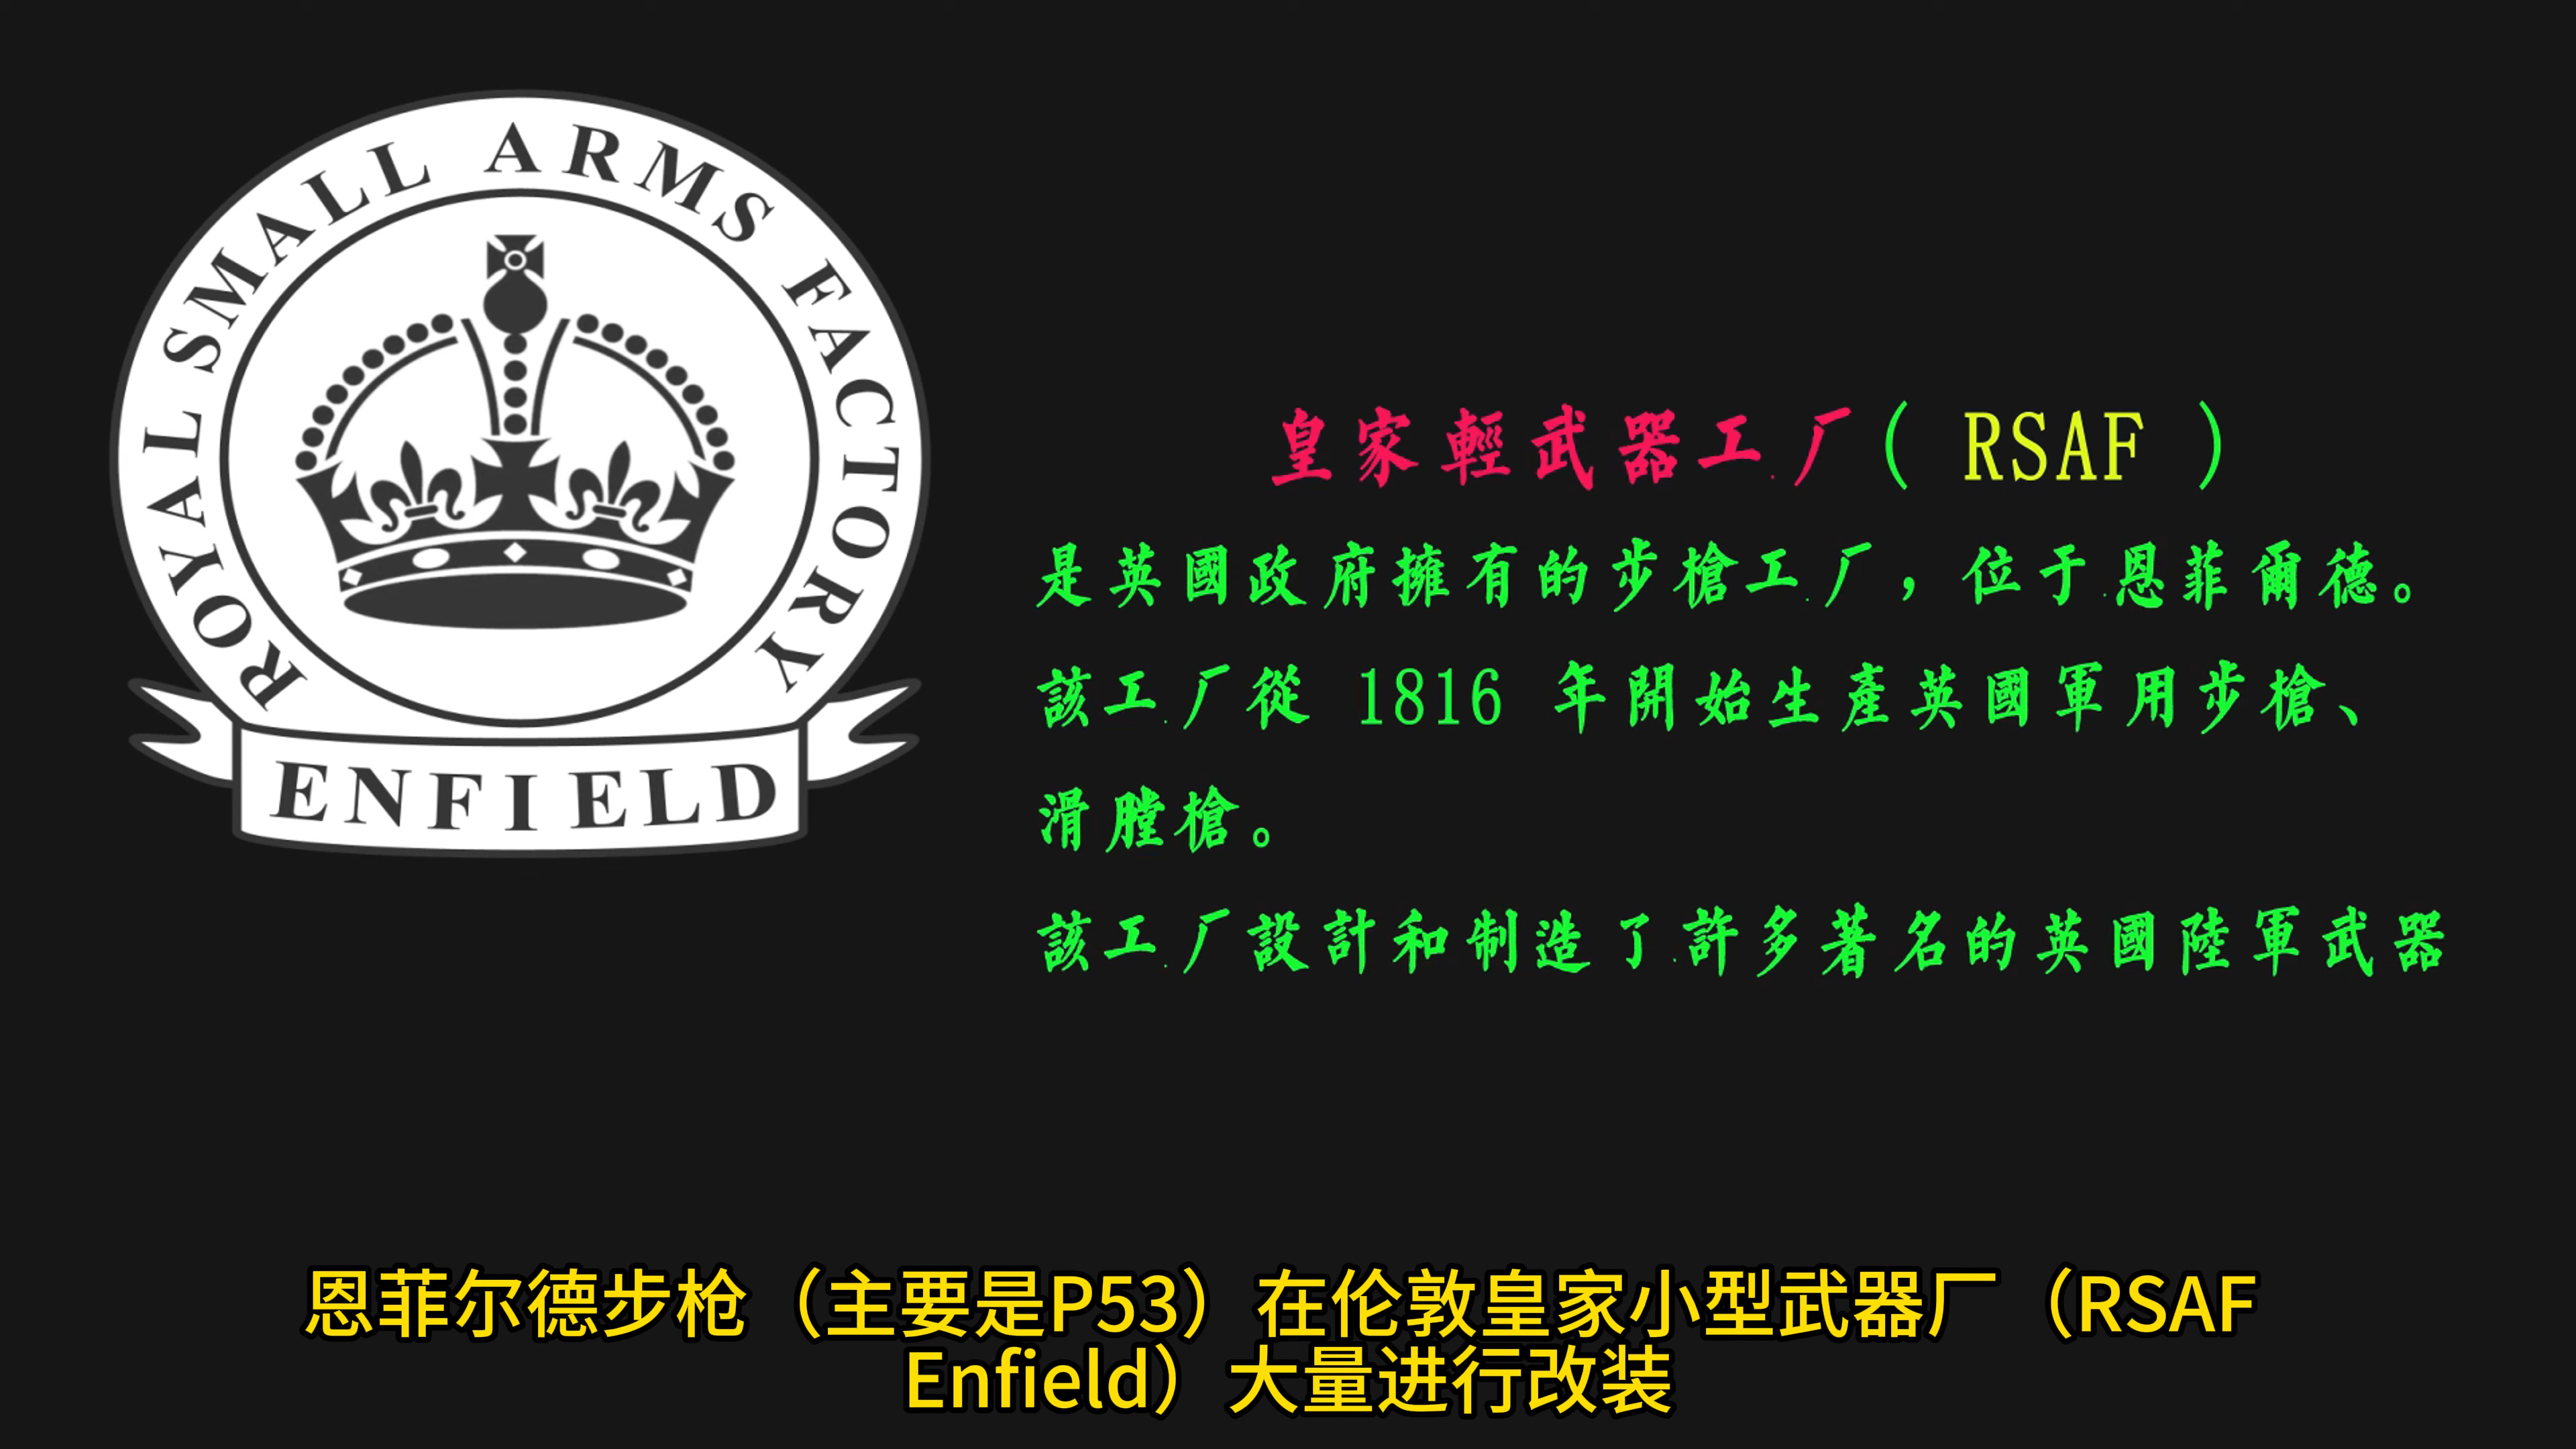 ROYAL SMALL ARMS FACTORY
ENFIELD
皇家輕武器工厂( RSAF )
是英國政府擁有的步槍工厂，位于恩菲爾德。
該工厂從 1816 年開始生產英國軍用步槍、
滑膛槍。
該工厂設計和制造了許多著名的英國陸軍武器
恩菲尔德步枪（主要是P53）在伦敦皇家小型武器厂（RSAF
Enfield）大量进行改装